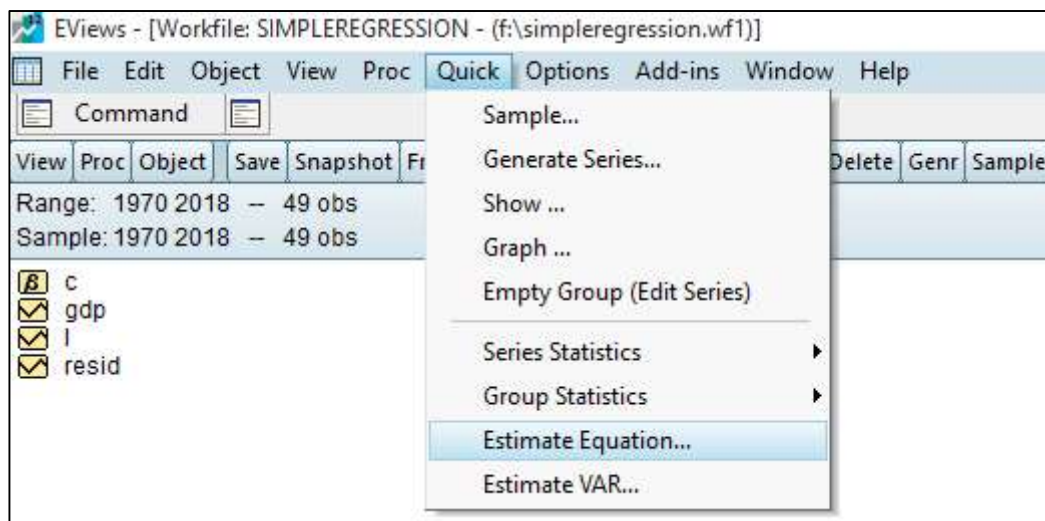 EViews - [Workfile: SIMPLEREGRESSION - (f:\simpleregression.wf1)]
File Edit Object View Proc Quick Options Add-ins Window Help
Command
Sample...
View Proc Object Save Snapshot Delete Genr Sample
Generate Series...
Range: 1970 2018 -- 49 obs
Show ...
Sample: 1970 2018 -- 49 obs
Graph ...
β c
Empty Group (Edit Series)
gdp
l
Series Statistics
resid
Group Statistics
Estimate Equation...
Estimate VAR...